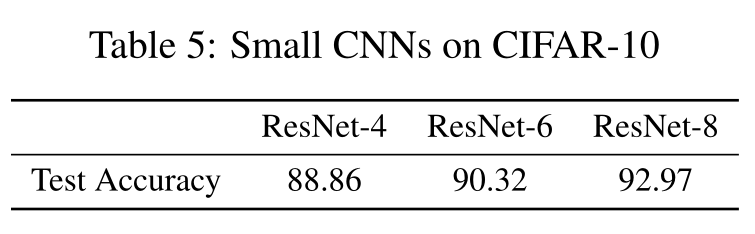 Table 5: Small CNNs on CIFAR-10
ResNet-4 ResNet-6 ResNet-8
Test Accuracy 88.86 90.32 92.97